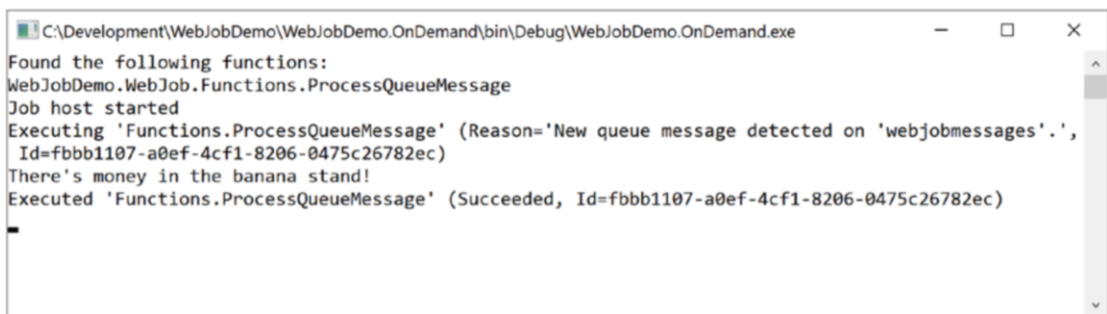 C:\Development\WebJobDemo\WebJobDemo.OnDemand\bin\Debug\WebJobDemo.OnDemand.exe
Found the following functions:
WebJobDemo.WebJob.Functions.ProcessQueueMessage
Job host started
Executing 'Functions.ProcessQueueMessage' (Reason='New queue message detected on 'webjobmessages'.',
Id=fbbb1107-a0ef-4cf1-8206-0475c26782ec)
There's money in the banana stand!
Executed 'Functions.ProcessQueueMessage' (Succeeded, Id=fbbb1107-a0ef-4cf1-8206-0475c26782ec)